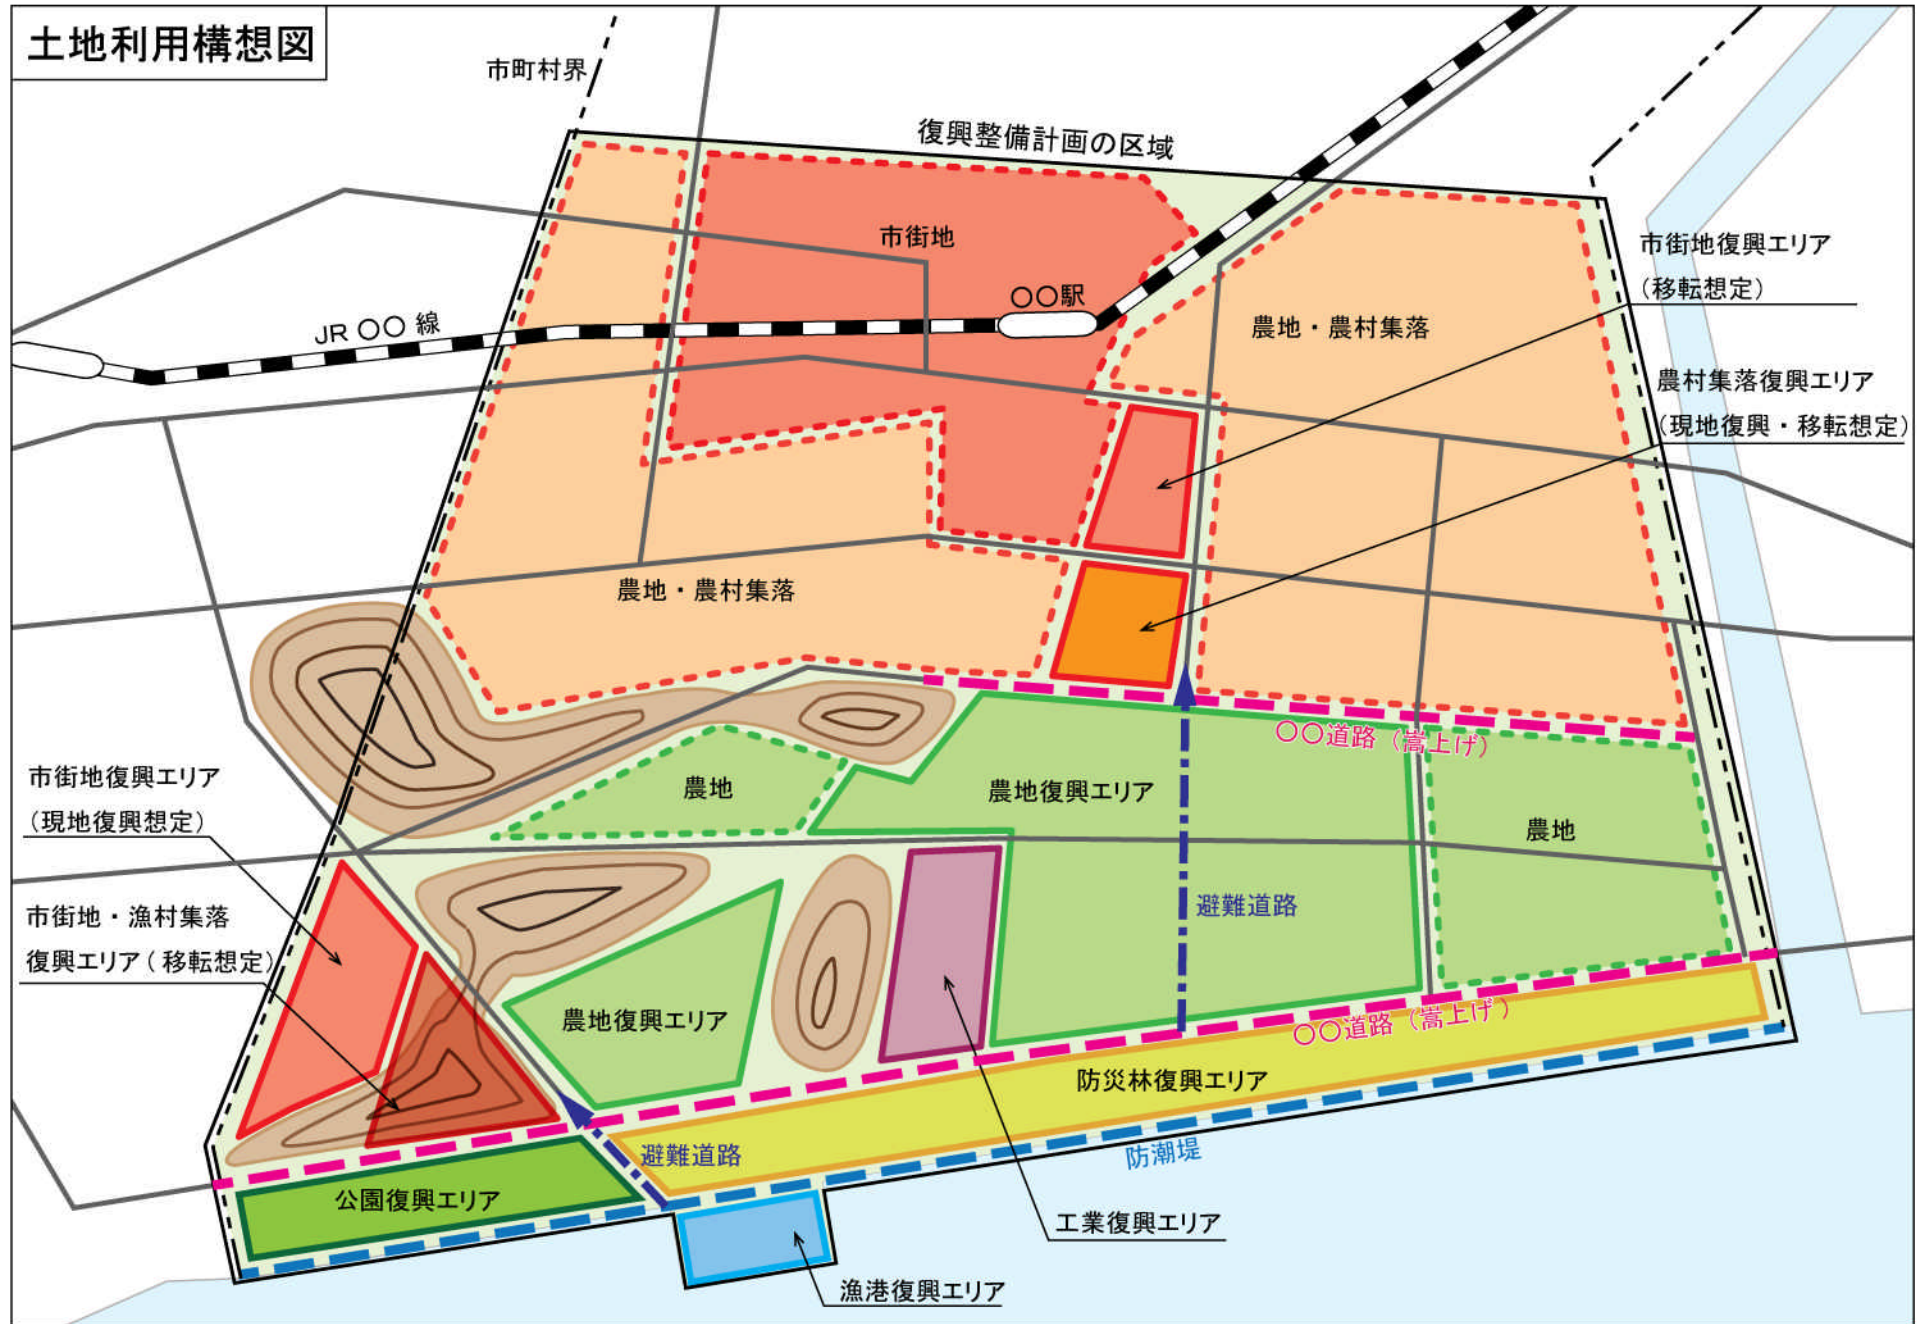 土地利用構想図
市町村界
復興整備計画の区域
市街地
市街地復興エリア
(移転想定)
〇〇駅
JR 〇〇 線
農地・農村集落
農村集落復興エリア
(現地復興・移転想定)
農地・農村集落
〇〇道路（嵩上げ）
市街地復興エリア
(現地復興想定)
農地
農地復興エリア
農地
市街地・漁村集落
復興エリア(移転想定)
避難道路
農地復興エリア
〇〇道路（嵩上げ）
防災林復興エリア
避難道路
防潮堤
公園復興エリア
工業復興エリア
漁港復興エリア